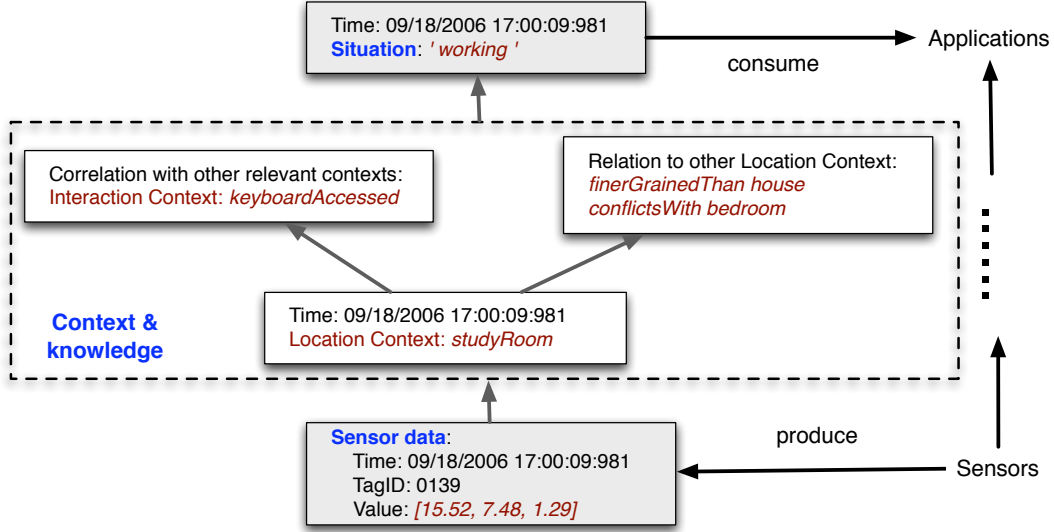 Time: 09/18/2006 17:00:09:981
Situation: ' working '
consume
Applications
Correlation with other relevant contexts:
Interaction Context: keyboardAccessed
Relation to other Location Context:
finerGrainedThan house
conflictsWith bedroom
Time: 09/18/2006 17:00:09:981
Location Context: studyRoom
Context &
knowledge
Sensor data:
Time: 09/18/2006 17:00:09:981
TagID: 0139
Value: [15.52, 7.48, 1.29]
produce
Sensors